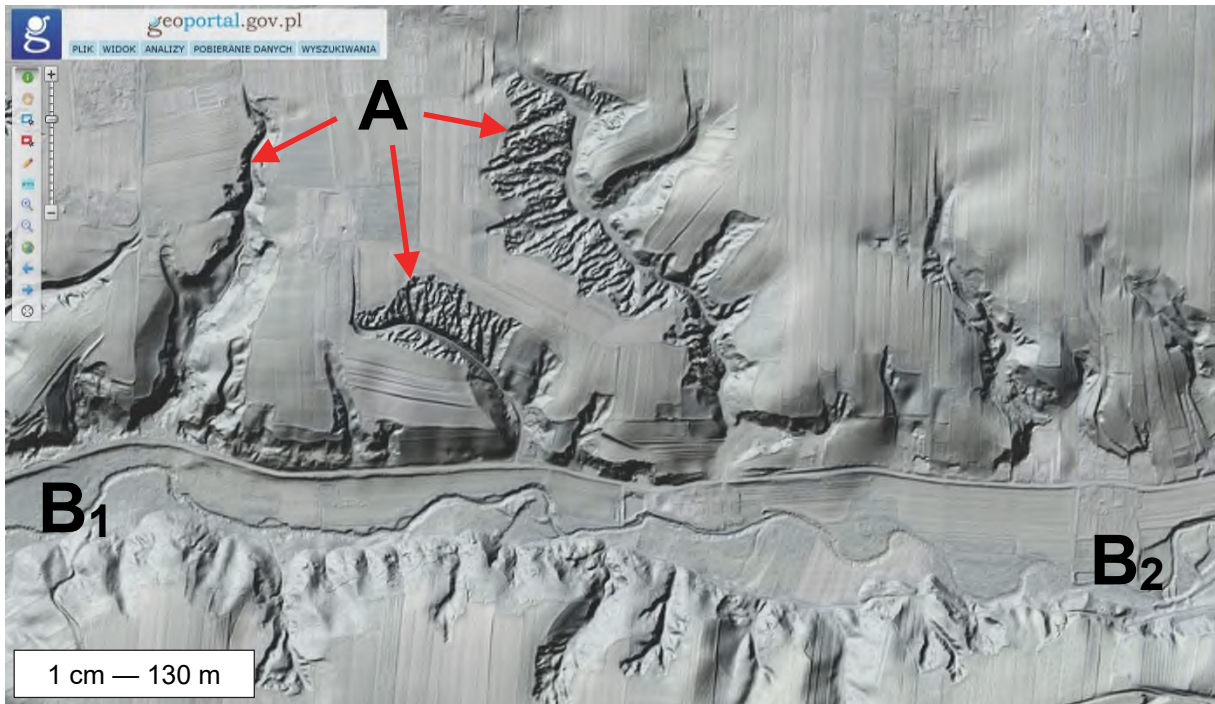 geoportal.gov.pl
PLIK WIDOK ANALIZY POBIERANIE DANYCH WYSZUKIWANIA
A
B₁
B₂
1 cm — 130 m